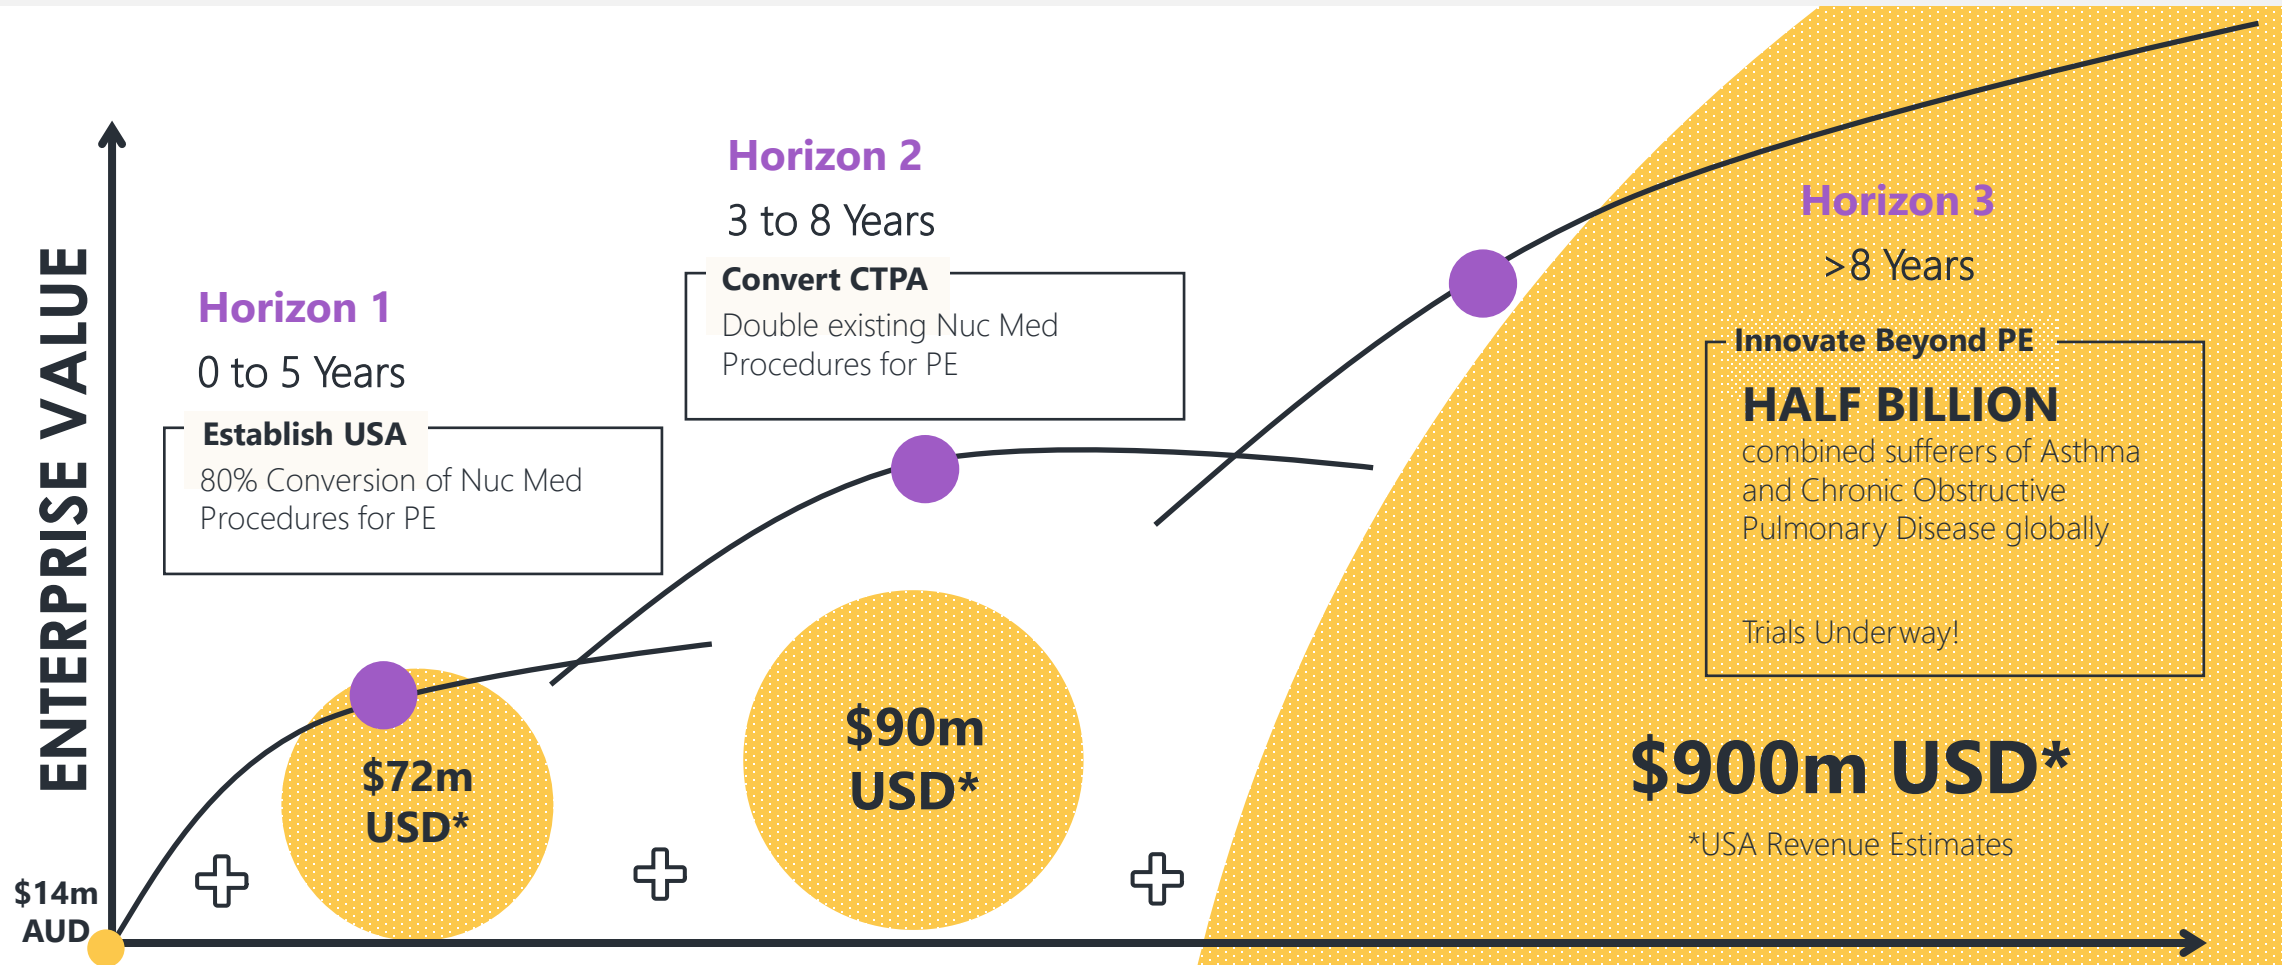 ENTERPRISE VALUE
$14m
AUD
Horizon 1
0 to 5 Years
Establish USA
80% Conversion of Nuc Med
Procedures for PE
$72m
USD*
Horizon 2
3 to 8 Years
Convert CTPA
Double existing Nuc Med
Procedures for PE
$90m
USD*
Horizon 3
>8 Years
Innovate Beyond PE
HALF BILLION
combined sufferers of Asthma
and Chronic Obstructive
Pulmonary Disease globally
Trials Underway!
$900m USD*
*USA Revenue Estimates